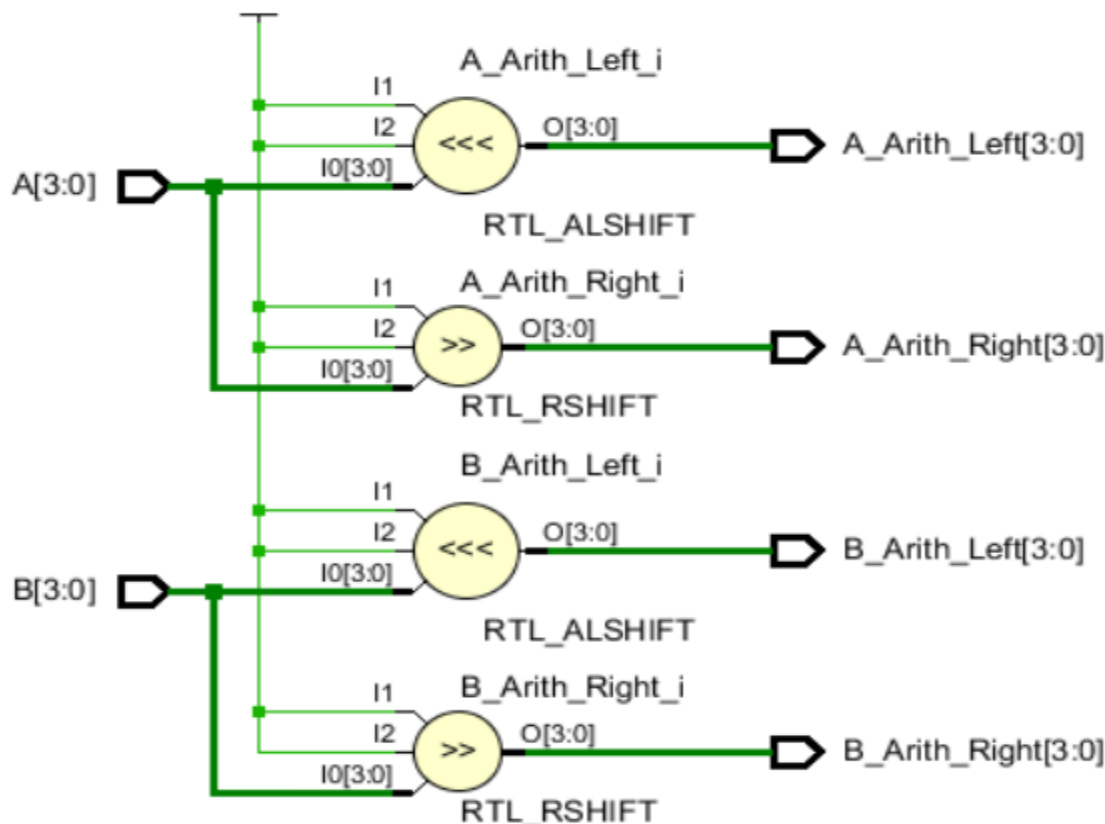 A_Arith_Left_i
I1
I2
<<<
O[3:0]
A_Arith_Left[3:0]
A[3:0]
I0[3:0]
RTL_ALSHIFT
A_Arith_Right_i
I1
I2
>>
O[3:0]
A_Arith_Right[3:0]
I0[3:0]
RTL_RSHIFT
B_Arith_Left_i
I1
I2
<<<
O[3:0]
B_Arith_Left[3:0]
B[3:0]
I0[3:0]
RTL_ALSHIFT
B_Arith_Right_i
I1
I2
>>
O[3:0]
B_Arith_Right[3:0]
I0[3:0]
RTL_RSHIFT